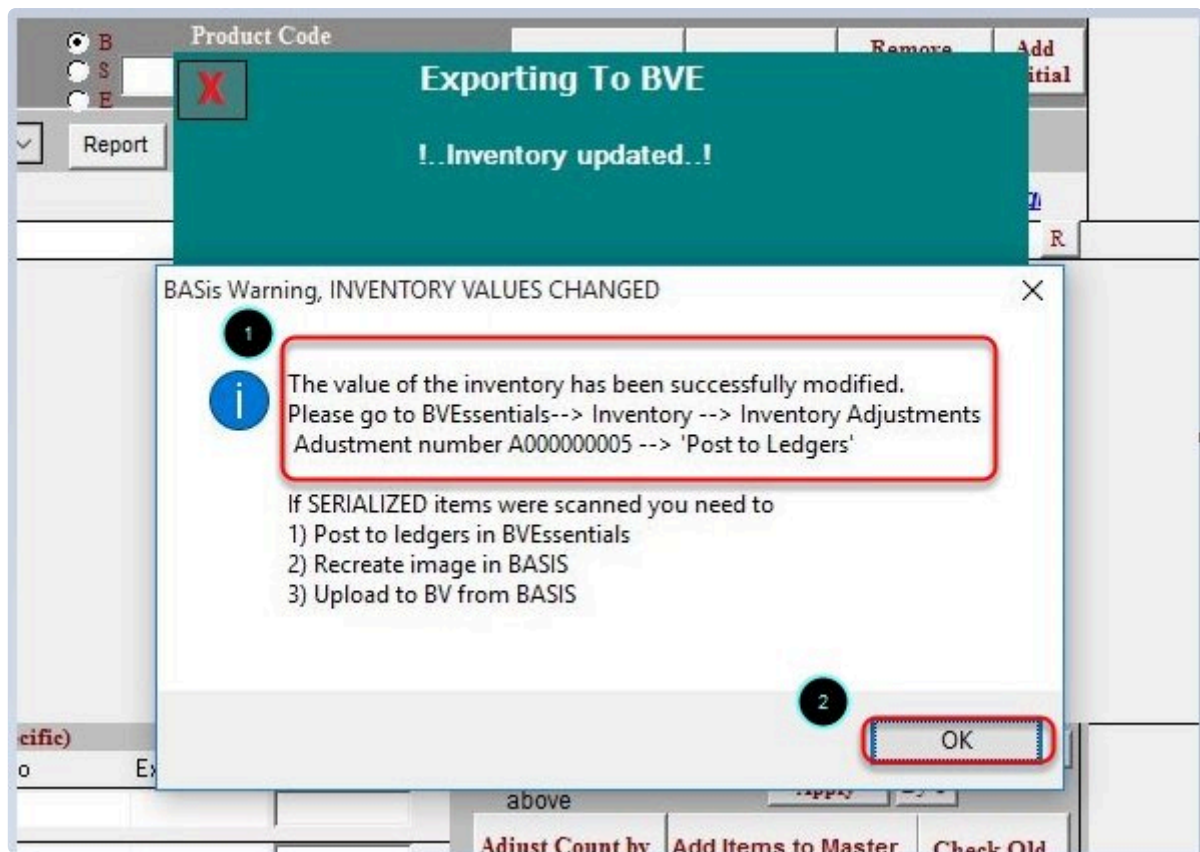 B
S
E
Product Code
Remove
Add
itial
X
Exporting To BVE
Report
!..Inventory updated..!
R
BASis Warning, INVENTORY VALUES CHANGED
1
i
The value of the inventory has been successfully modified.
Please go to BVEssentials--> Inventory --> Inventory Adjustments
Adustment number A000000005 --> 'Post to Ledgers'
If SERIALIZED items were scanned you need to
1) Post to ledgers in BVEssentials
2) Recreate image in BASIS
3) Upload to BV from BASIS
2
OK
cific)
o
Ex
above
Adjust Count by
Add Items to Master
Check Old